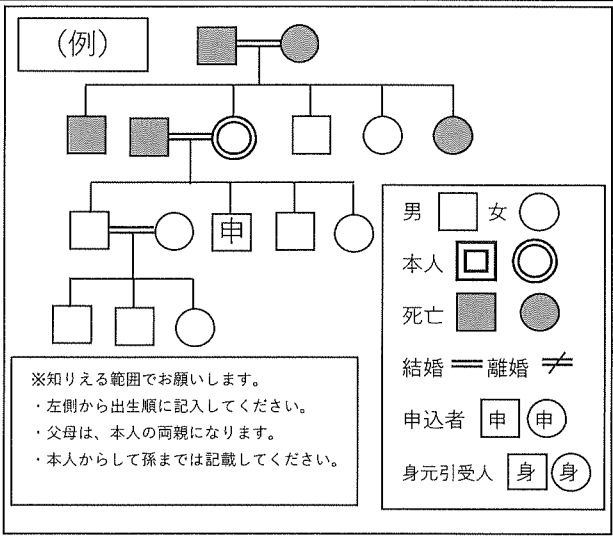 （例）
申
男 女
本人
死亡
結婚 離婚
申込者 申 申
身元引受人 身 身
※知りえる範囲でお願いします。
・左側から出生順に記入してください。
・父母は、本人の両親になります。
・本人からして孫までは記載してください。